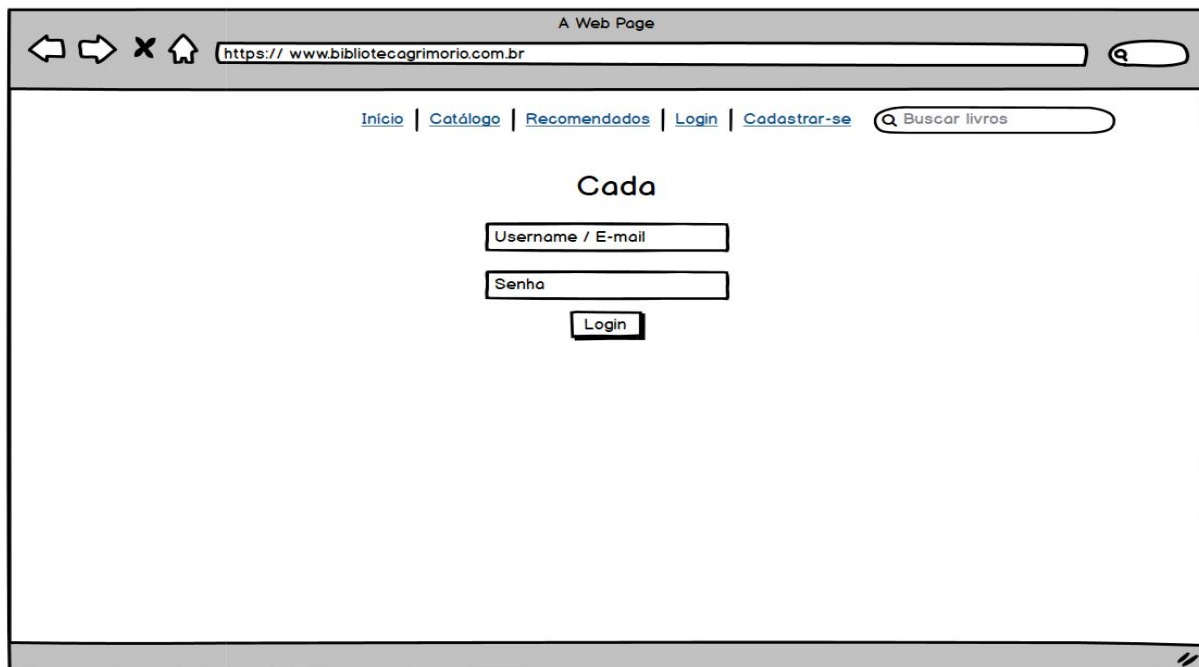 A Web Page
https:// www.bibliotecagrimorio.com.br
Início | Catálogo | Recomendados | Login | Cadastrar-se Buscar livros
Cada
Username / E-mail
Senha
Login